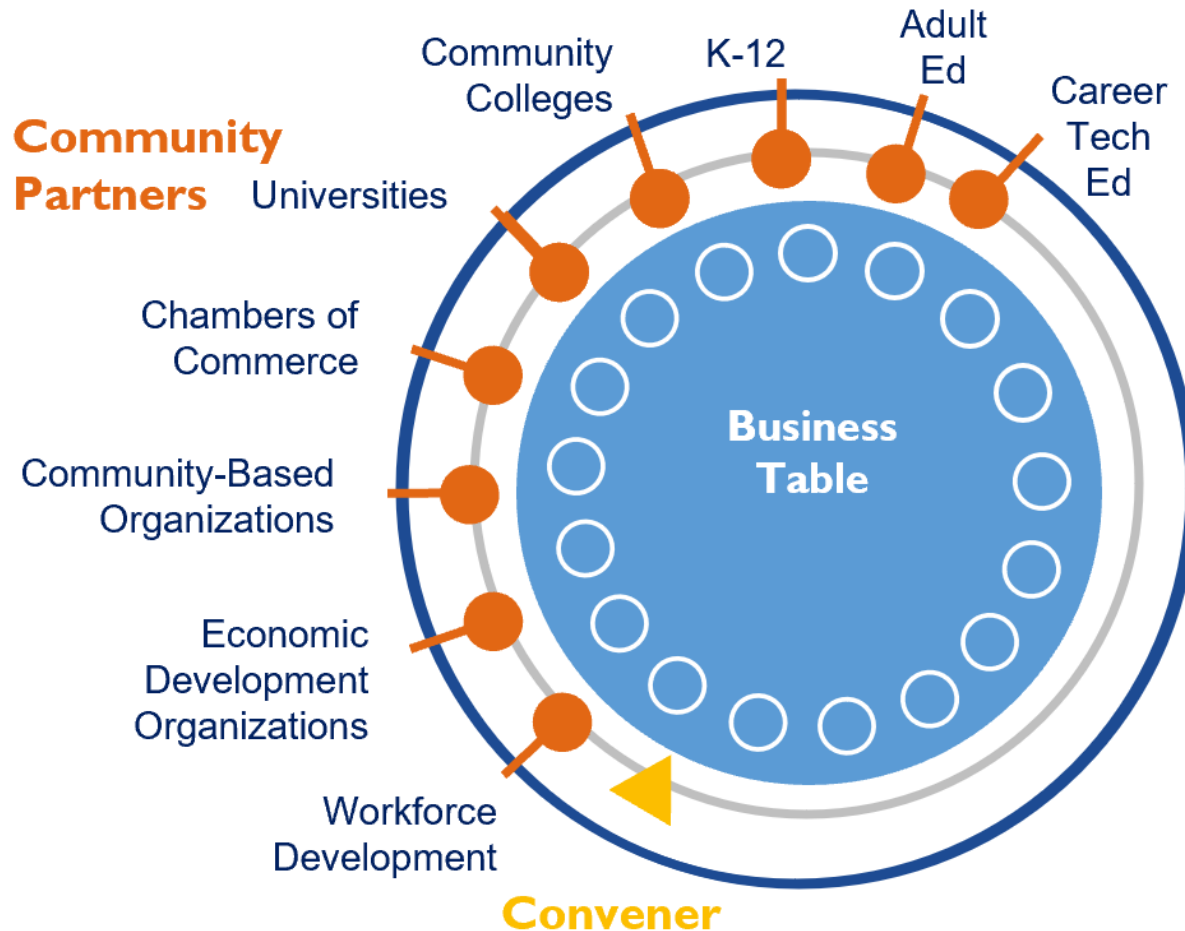 Community
Partners
Universities
Community
Colleges
K-12
Adult
Ed
Career
Tech
Ed
Chambers of
Commerce
Community-Based
Organizations
Economic
Development
Organizations
Workforce
Development
Business
Table
Convener